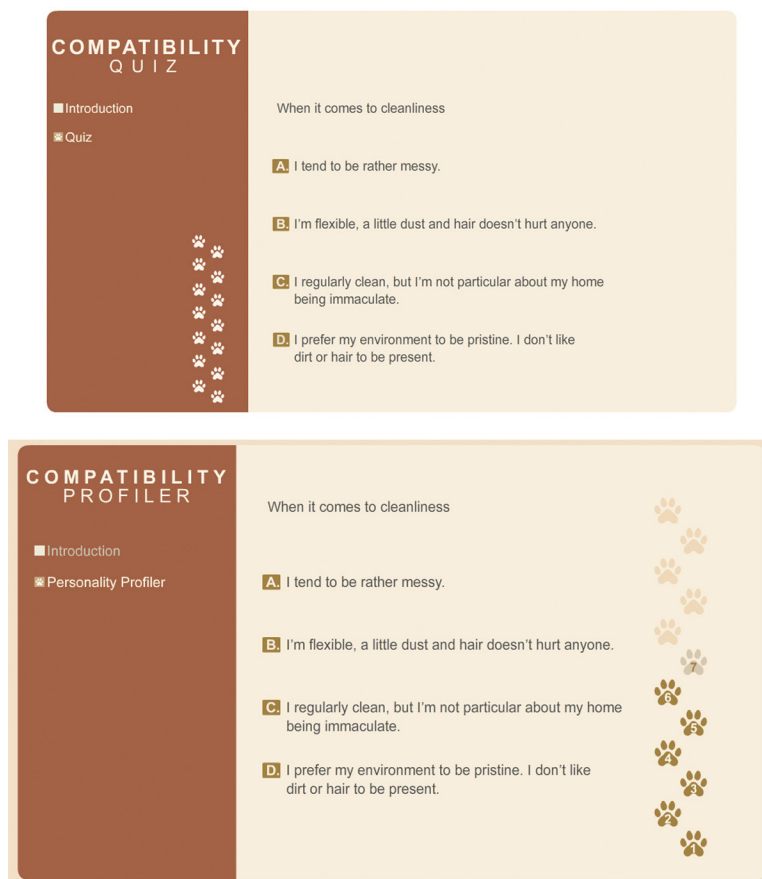 COMPATIBILITY
QUIZ
Introduction
Quiz
When it comes to cleanliness
A. I tend to be rather messy.
B. I'm flexible, a little dust and hair doesn't hurt anyone.
C. I regularly clean, but I'm not particular about my home
being immaculate.
D. I prefer my environment to be pristine. I don't like
dirt or hair to be present.
COMPATIBILITY
PROFILER
Introduction
Personality Profiler
When it comes to cleanliness
A. I tend to be rather messy.
B. I'm flexible, a little dust and hair doesn't hurt anyone.
C. I regularly clean, but I'm not particular about my home
being immaculate.
D. I prefer my environment to be pristine. I don't like
dirt or hair to be present.
7
6
5
4
3
2
1